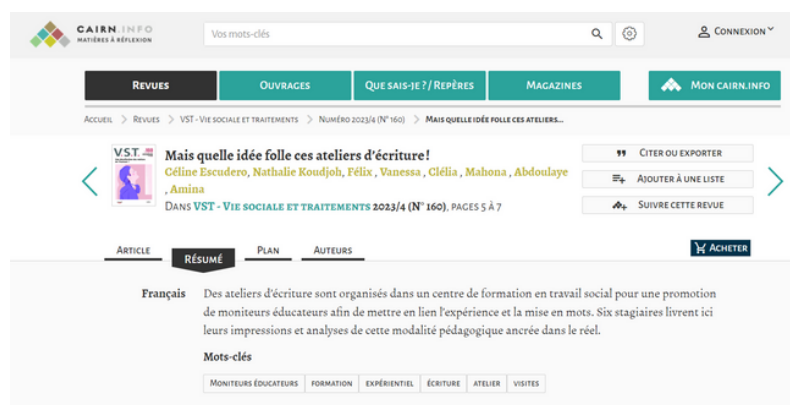 CAIRN.INFO
MATIÈRES À RÉFLEXION
Vos mots-clés
CONNEXION
REVUES
OUVRAGES
QUE SAIS-JE ? / REPÈRES
MAGAZINES
MON CAIRN.INFO
ACCUEIL > REVUES > VST - VIE SOCIALE ET TRAITEMENTS > NUMÉRO 2023/4 (N° 160) > MAIS QUELLE IDÉE FOLLE CES ATELIERS...
V.S.T.
Mais quelle idée folle ces ateliers d'écriture !
Céline Escudero, Nathalie Koudjoh, Félix , Vanessa , Clélia , Mahona , Abdoulaye
, Amina
DANS VST - VIE SOCIALE ET TRAITEMENTS 2023/4 (N° 160), PAGES 5 À 7
CITER OU EXPORTER
AJOUTER À UNE LISTE
SUIVRE CETTE REVUE
ARTICLE
RÉSUMÉ
PLAN
AUTEURS
ACHETER
Français
Des ateliers d'écriture sont organisés dans un centre de formation en travail social pour une promotion
de moniteurs éducateurs afin de mettre en lien l'expérience et la mise en mots. Six stagiaires livrent ici
leurs impressions et analyses de cette modalité pédagogique ancrée dans le réel.
Mots-clés
MONITEURS ÉDUCATEURS
FORMATION
EXPÉRIENTIEL
ÉCRITURE
ATELIER
VISITES